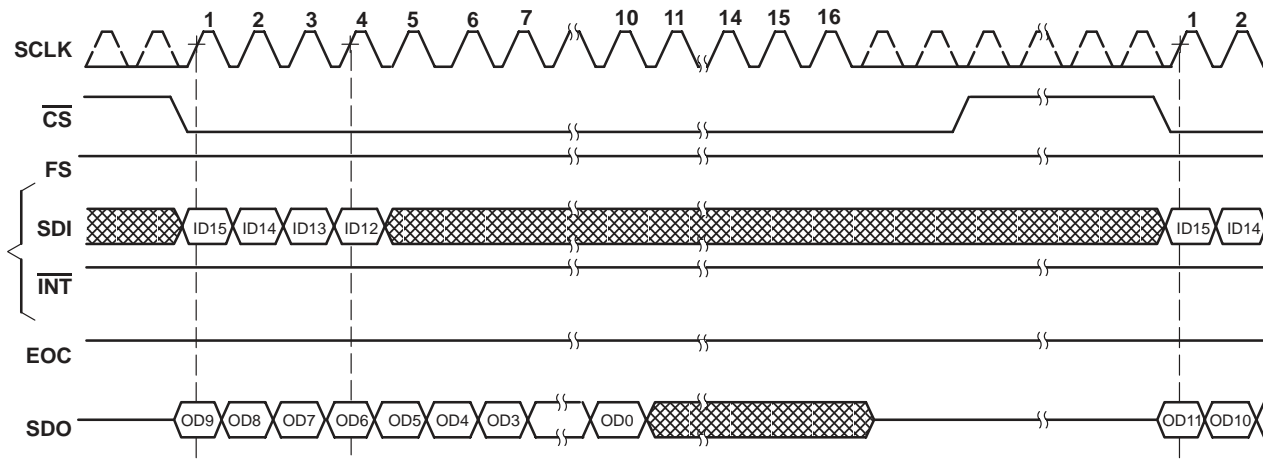 1 2 3 4 5 6 7 10 11 14 15 16 1 2
SCLK
CS
FS
SDI ID15 ID14 ID13 ID12 ID15 ID14
INT
EOC
SDO OD9 OD8 OD7 OD6 OD5 OD4 OD3 OD0 OD11 OD10